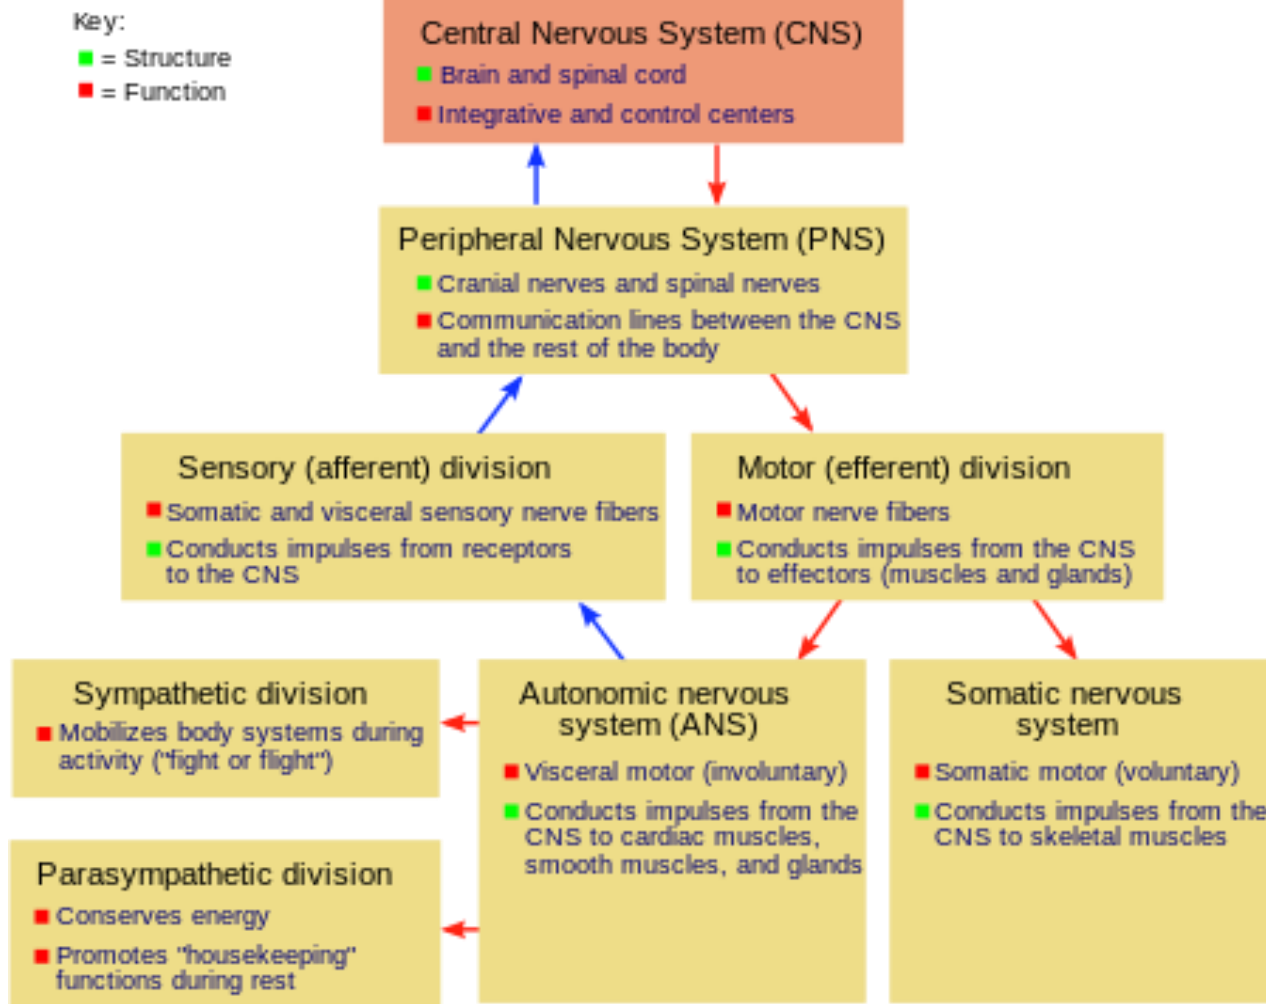 Key:
= Structure
= Function
Central Nervous System (CNS)
Brain and spinal cord
Integrative and control centers
Peripheral Nervous System (PNS)
Cranial nerves and spinal nerves
Communication lines between the CNS
and the rest of the body
Sensory (afferent) division
Somatic and visceral sensory nerve fibers
Conducts impulses from receptors
to the CNS
Motor (efferent) division
Motor nerve fibers
Conducts impulses from the CNS
to effectors (muscles and glands)
Sympathetic division
Mobilizes body systems during
activity ("fight or flight")
Autonomic nervous
system (ANS)
Visceral motor (involuntary)
Conducts impulses from the
CNS to cardiac muscles,
smooth muscles, and glands
Somatic nervous
system
Somatic motor (voluntary)
Conducts impulses from the
CNS to skeletal muscles
Parasympathetic division
Conserves energy
Promotes "housekeeping"
functions during rest